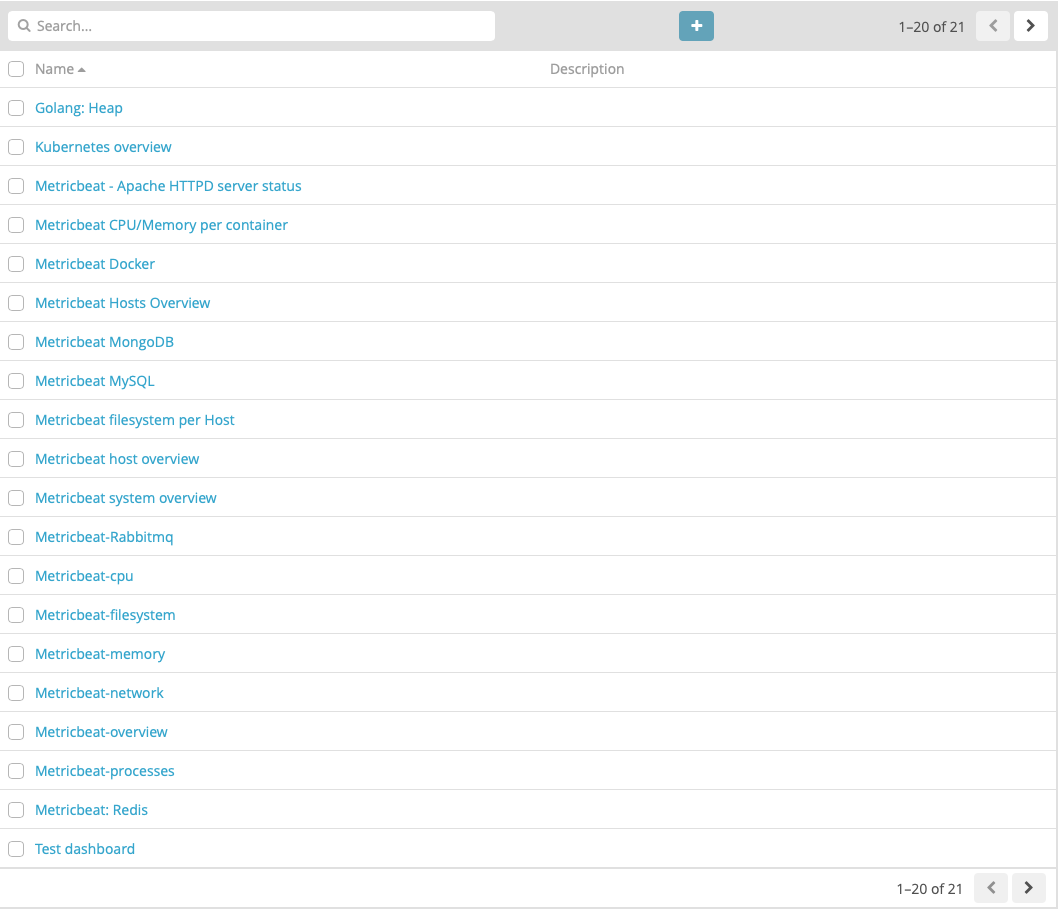 Search...
+
1–20 of 21
Name Description
Golang: Heap
Kubernetes overview
Metricbeat - Apache HTTPD server status
Metricbeat CPU/Memory per container
Metricbeat Docker
Metricbeat Hosts Overview
Metricbeat MongoDB
Metricbeat MySQL
Metricbeat filesystem per Host
Metricbeat host overview
Metricbeat system overview
Metricbeat-Rabbitmq
Metricbeat-cpu
Metricbeat-filesystem
Metricbeat-memory
Metricbeat-network
Metricbeat-overview
Metricbeat-processes
Metricbeat: Redis
Test dashboard
1–20 of 21